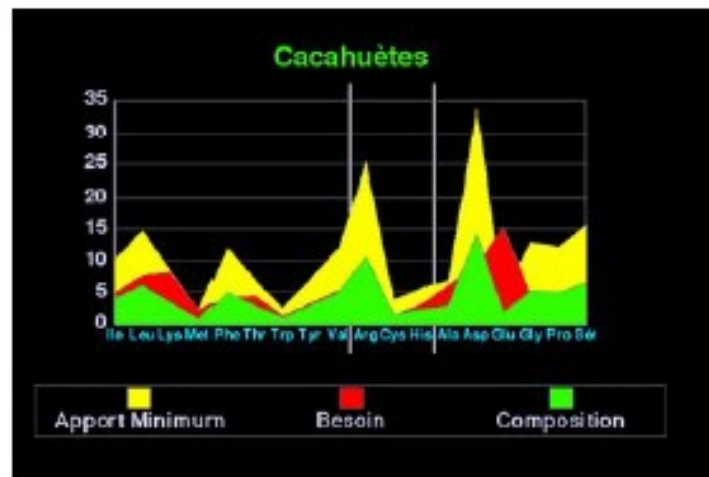 Cacahuètes
35
30
25
20
15
10
5
0
Ile Leu Lys Met Phe Thr Trp Tyr Val Arg Cys His Ala Asp Glu Gly Pro Sér
Apport Minimum Besoin Composition